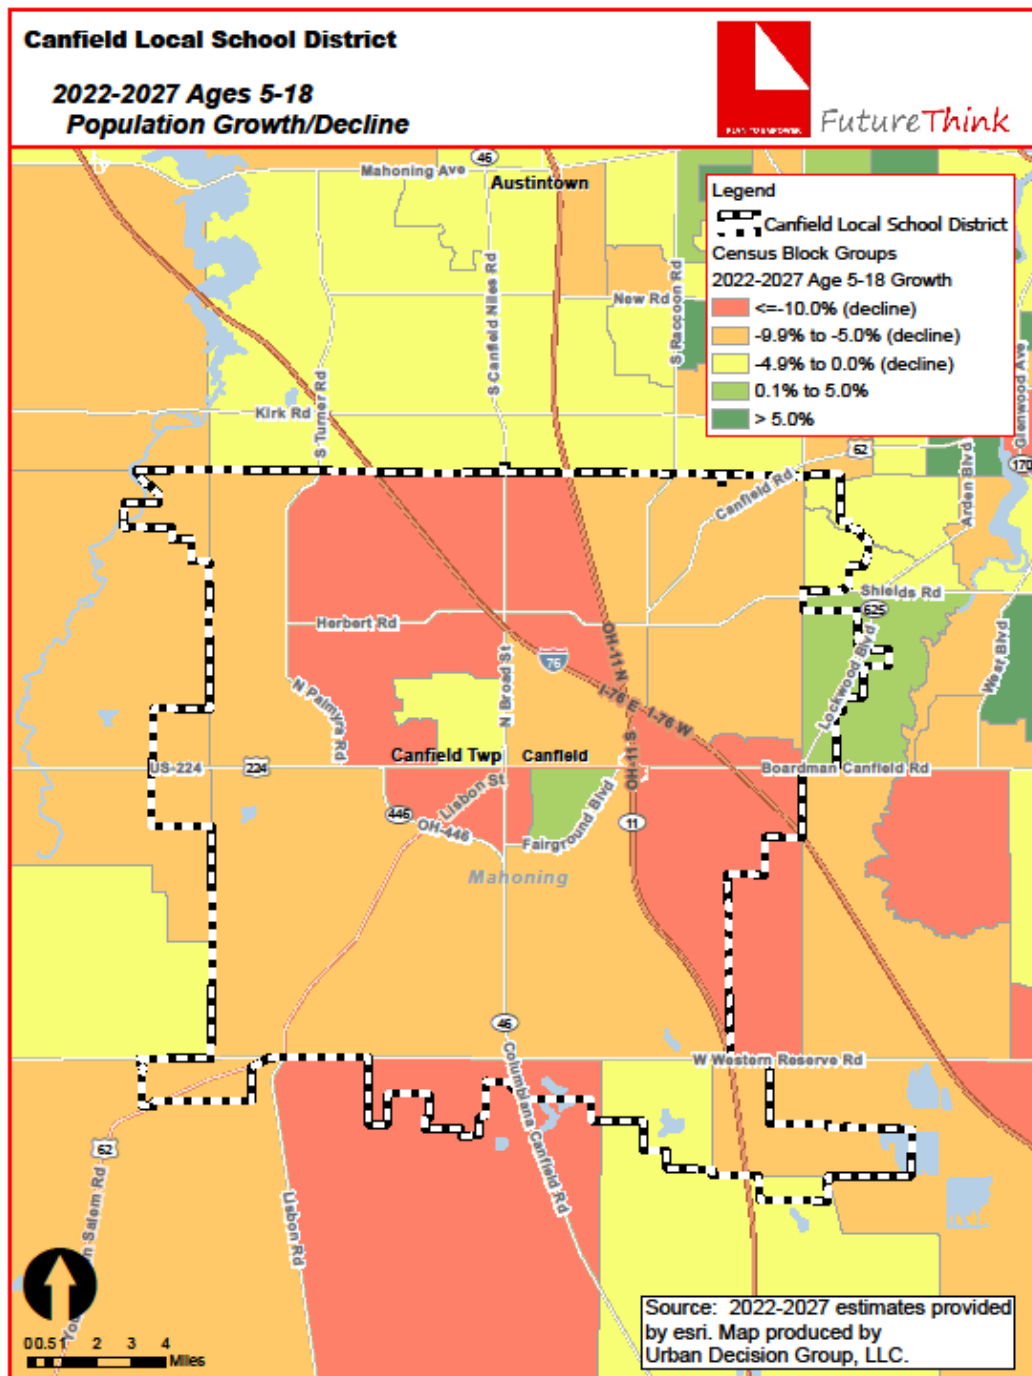 Canfield Local School District
2022-2027 Ages 5-18
Population Growth/Decline
PLAN TO EMPOWER
FutureThink
46
Mahoning Ave
Austintown
Legend
Canfield Local School District
Census Block Groups
2022-2027 Age 5-18 Growth
<=-10.0% (decline)
-9.9% to -5.0% (decline)
-4.9% to 0.0% (decline)
0.1% to 5.0%
> 5.0%
S Canfield Niles Rd
S Raccoon Rd
New Rd
Glenwood Ave
S Turner Rd
Kirk Rd
62
170
Arden Blvd
Canfield Rd
Shields Rd
625
Herbert Rd
OH-11 N
West Blvd
Lockwood Blvd
N Broad St
76
I-76 E
I-76 W
N Palmyra Rd
OH-11 S
Canfield Twp
Canfield
US-224
224
Boardman Canfield Rd
Lisbon St
446
OH-446
Fairground Blvd
11
Mahoning
46
W Western Reserve Rd
Columbiana Canfield Rd
62
Salem Rd
Lisbon Rd
0 0.5 1 2 3 4
Miles
Source: 2022-2027 estimates provided
by esri. Map produced by
Urban Decision Group, LLC.